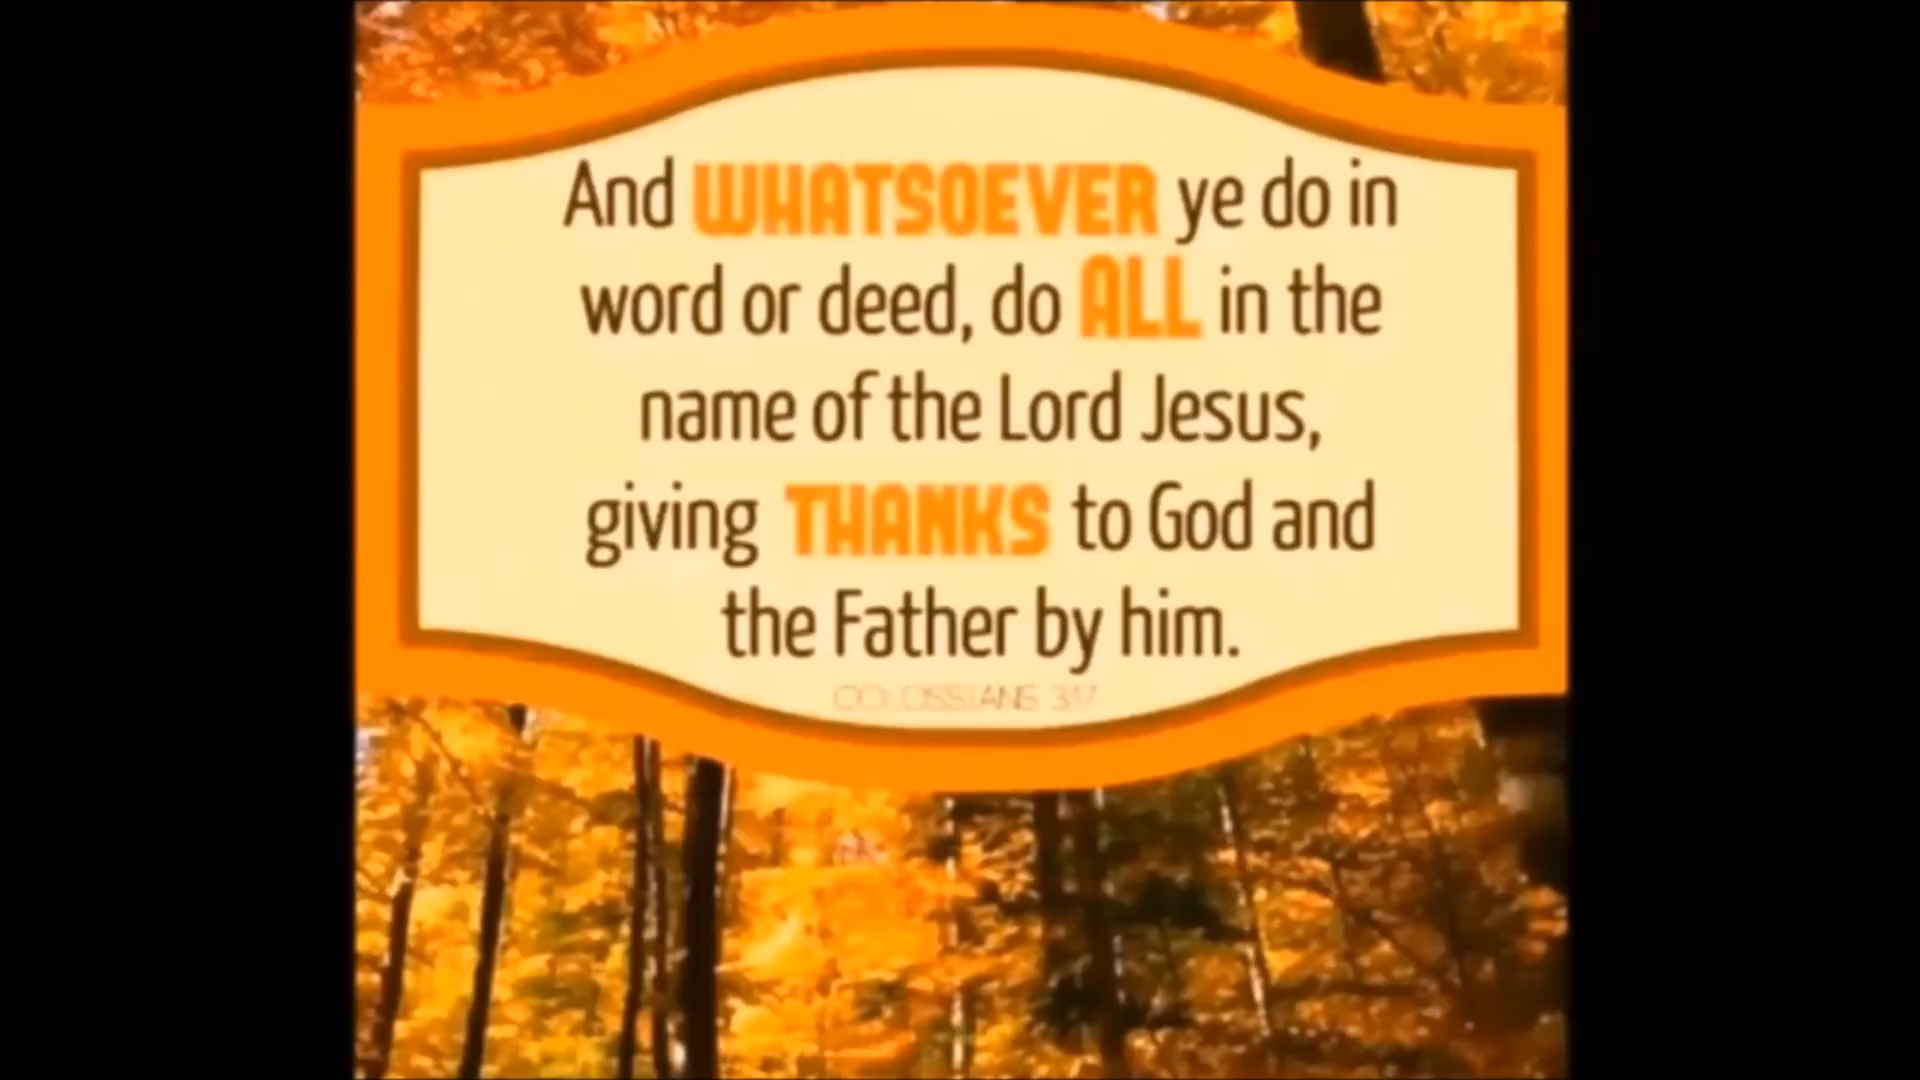 And WHATSOEVER ye do in
word or deed, do ALL in the
name of the Lord Jesus,
giving THANKS to God and
the Father by him.
COLOSSIANS 3:17